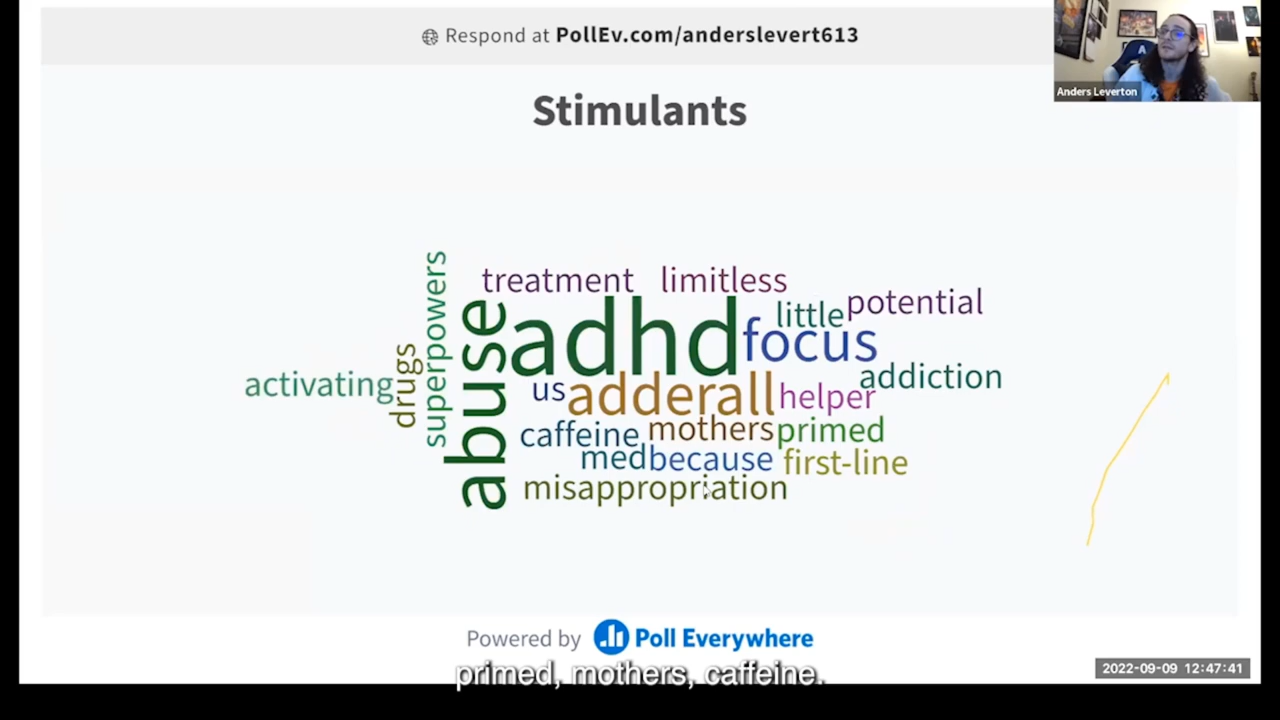 Respond at PollEv.com/anderslevert613
Anders Leverton
Stimulants
superpowers
treatment limitless
potential
little
abuse
adhd
focus
drugs
activating
addiction
us
adderall
helper
caffeine
mothers
primed
med
because
first-line
misappropriation
Powered by Poll Everywhere
primed, mothers, caffeine.
2022-09-09 12:47:41